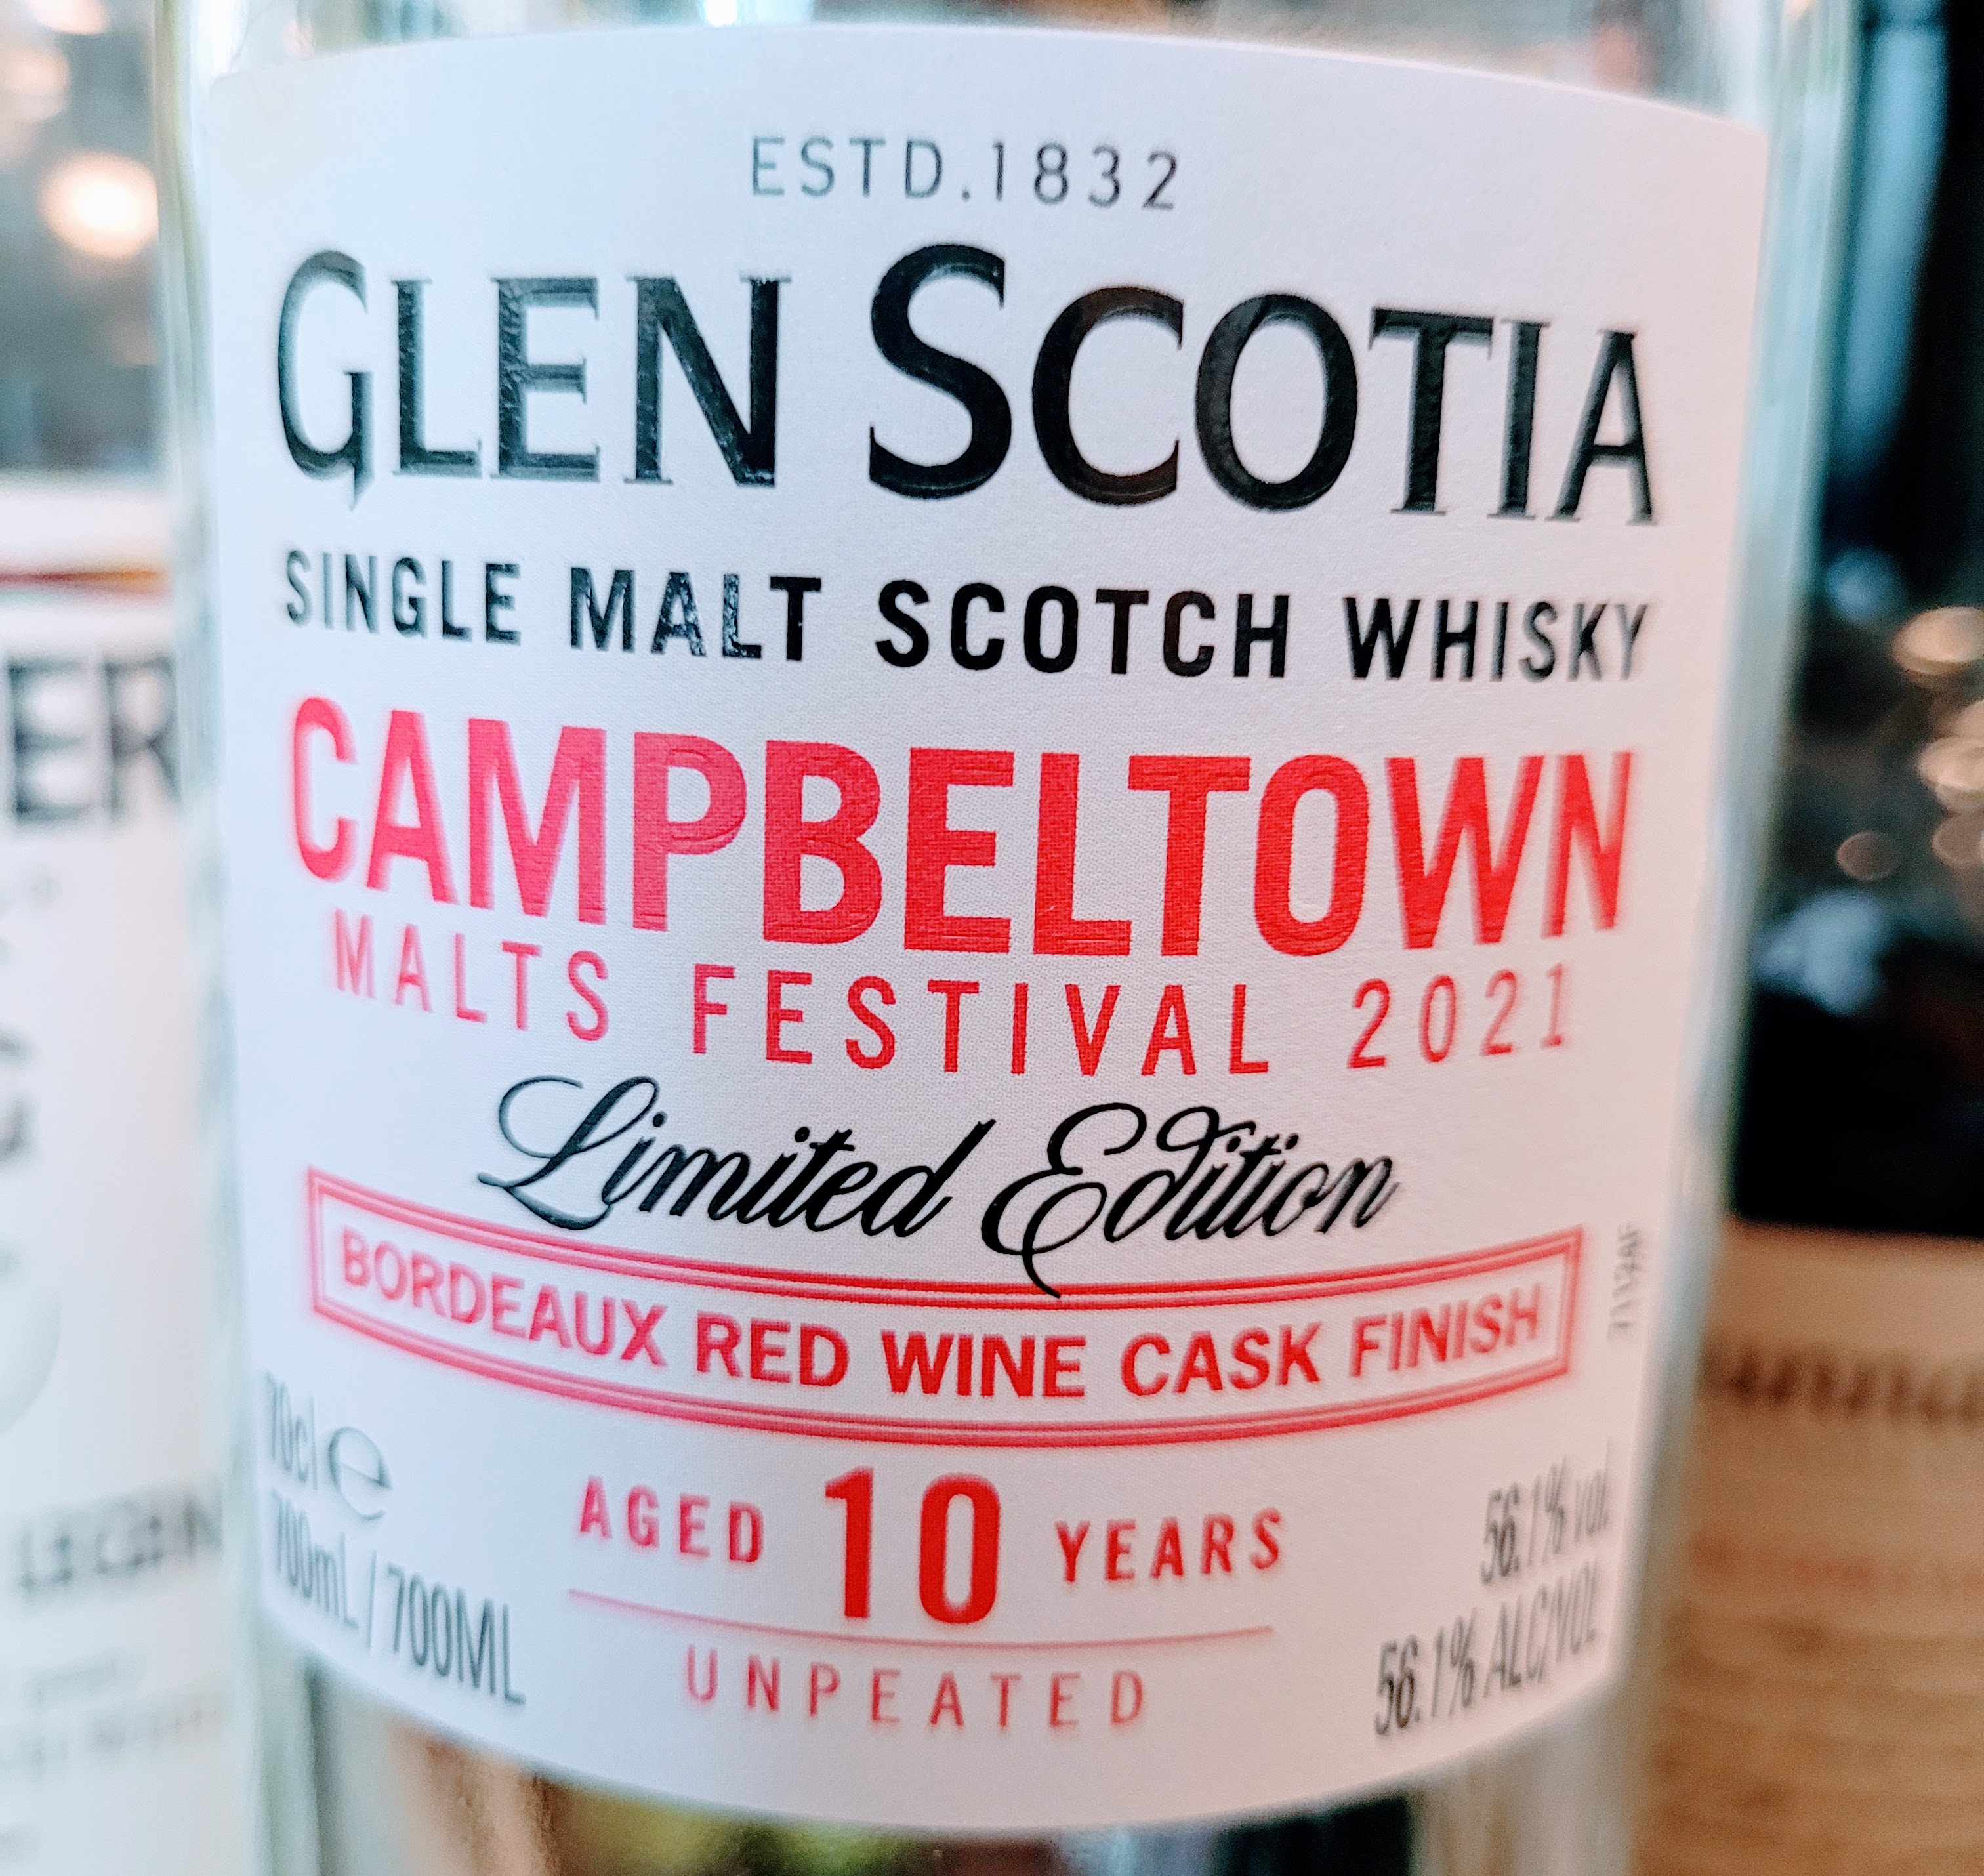 ESTD.1832
GLEN SCOTIA
SINGLE MALT SCOTCH WHISKY
CAMPBELTOWN
MALTS FESTIVAL 2021
Limited Edition
BORDEAUX RED WINE CASK FINISH
70cl e
700mL / 700ML
AGED 10 YEARS
UNPEATED
56.1% vol.
56.1% ALC/VOL
ER